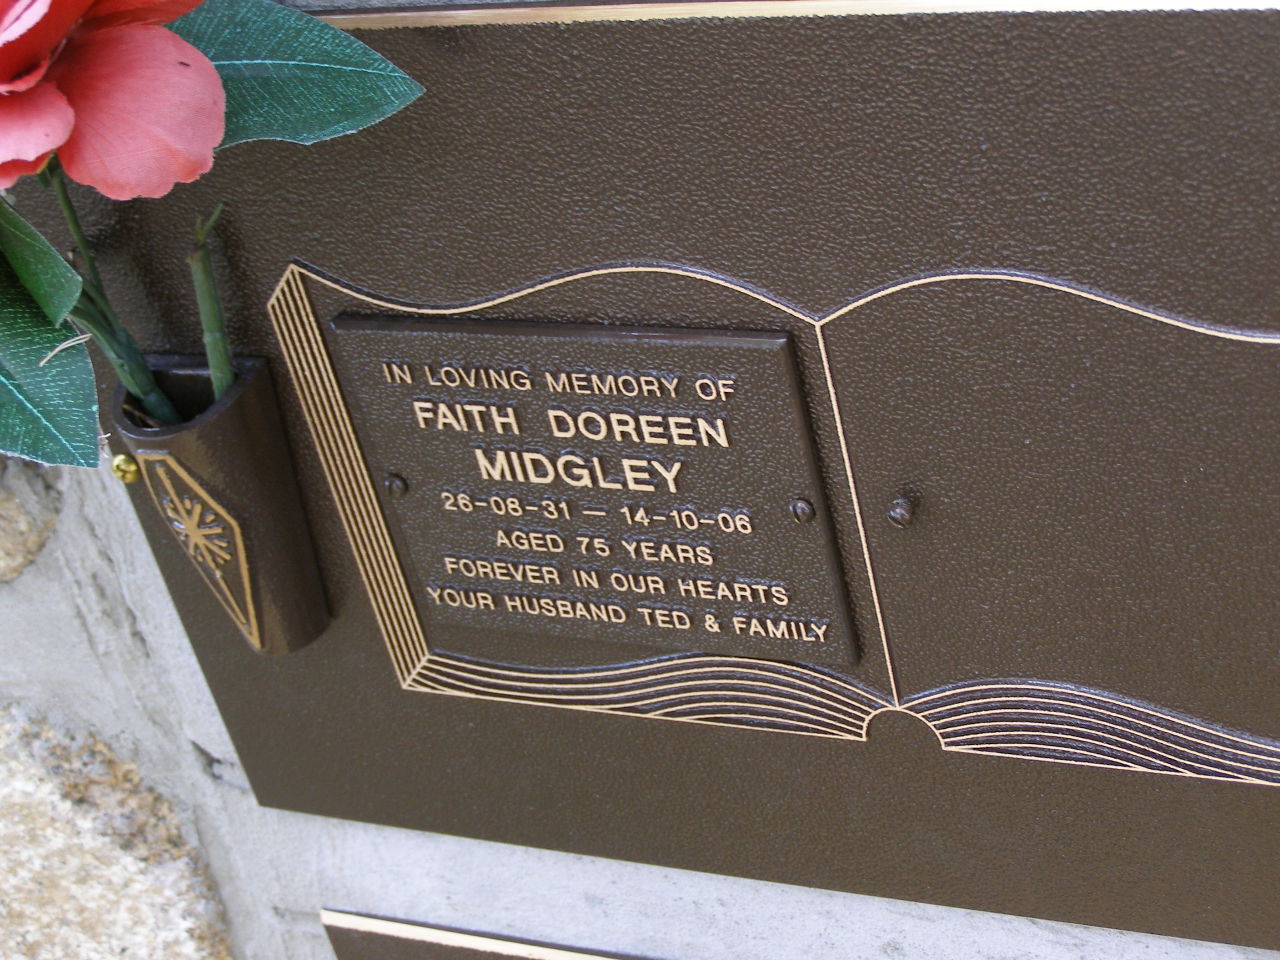 IN LOVING MEMORY OF
FAITH DOREEN
MIDGLEY
26-08-31 — 14-10-06
AGED 75 YEARS
FOREVER IN OUR HEARTS
YOUR HUSBAND TED & FAMILY